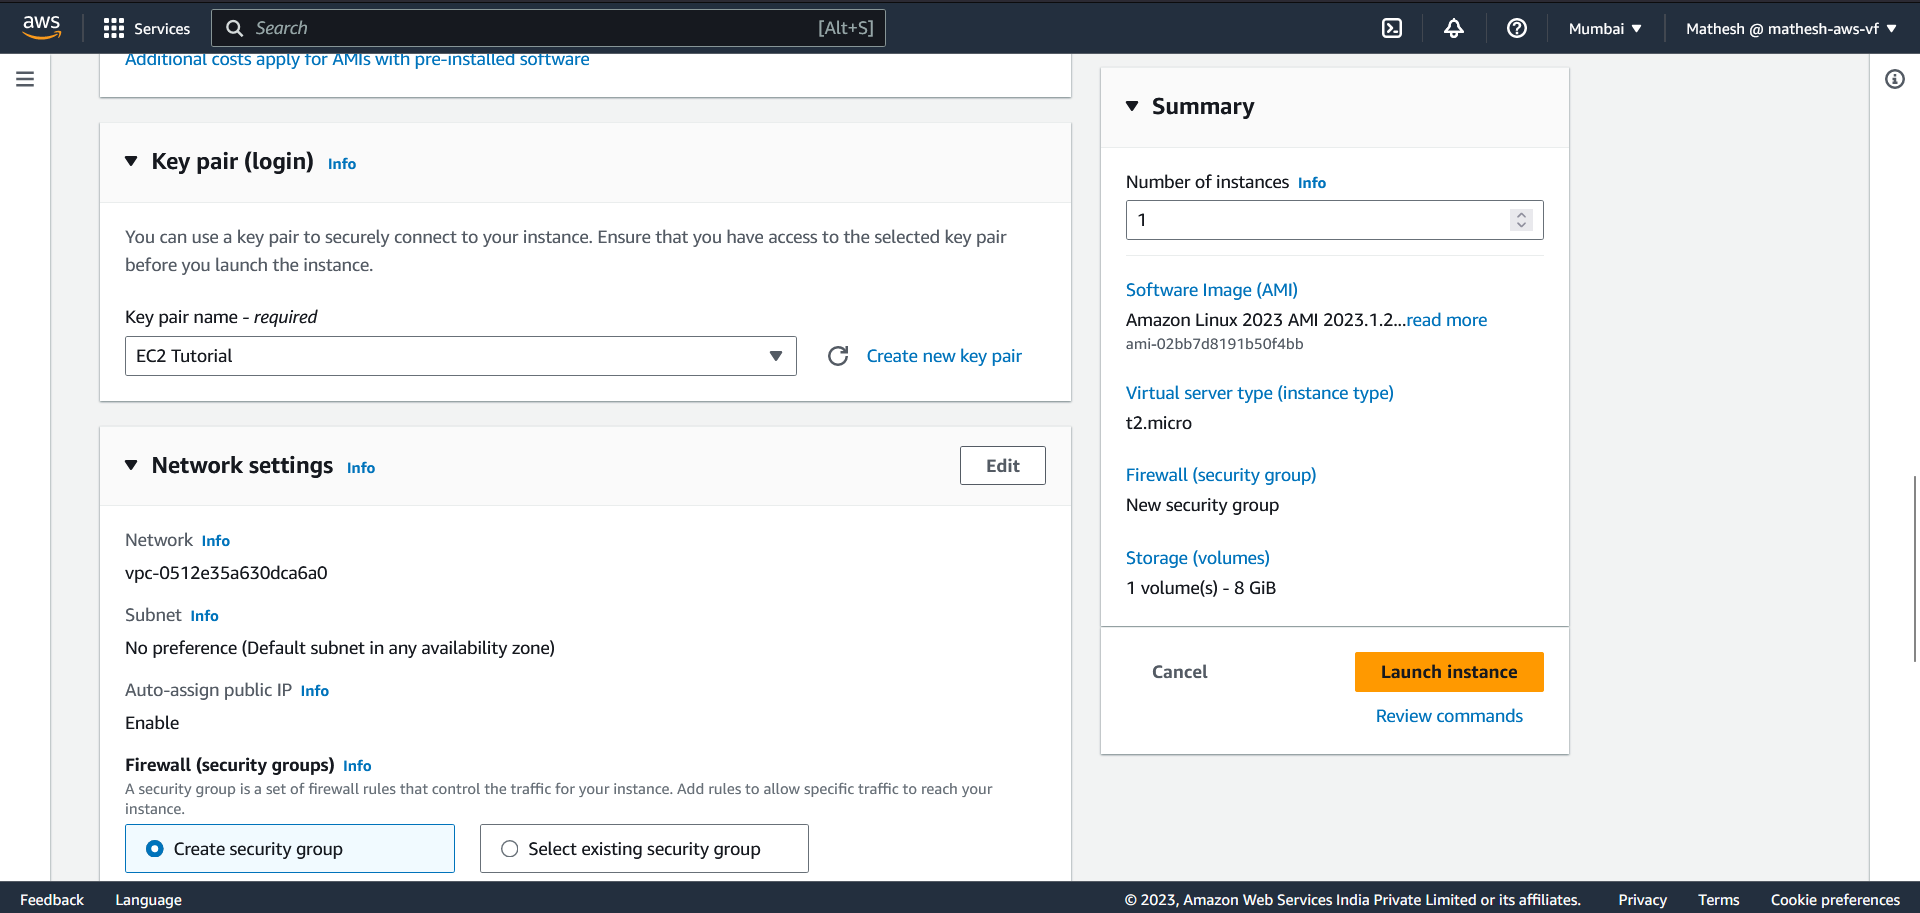 aws
Services
Search
[Alt+S]
Mumbai
Mathesh @ mathesh-aws-vf
Additional costs apply for AMIs with pre-installed software
Key pair (login) Info
You can use a key pair to securely connect to your instance. Ensure that you have access to the selected key pair
before you launch the instance.
Key pair name - required
EC2 Tutorial
Create new key pair
Network settings Info
Edit
Network Info
vpc-0512e35a630dca6a0
Subnet Info
No preference (Default subnet in any availability zone)
Auto-assign public IP Info
Enable
Firewall (security groups) Info
A security group is a set of firewall rules that control the traffic for your instance. Add rules to allow specific traffic to reach your
instance.
Create security group
Select existing security group
Summary
Number of instances Info
1
Software Image (AMI)
Amazon Linux 2023 AMI 2023.1.2...read more
ami-02bb7d8191b50f4bb
Virtual server type (instance type)
t2.micro
Firewall (security group)
New security group
Storage (volumes)
1 volume(s) - 8 GiB
Cancel
Launch instance
Review commands
Feedback
Language
© 2023, Amazon Web Services India Private Limited or its affiliates.
Privacy
Terms
Cookie preferences